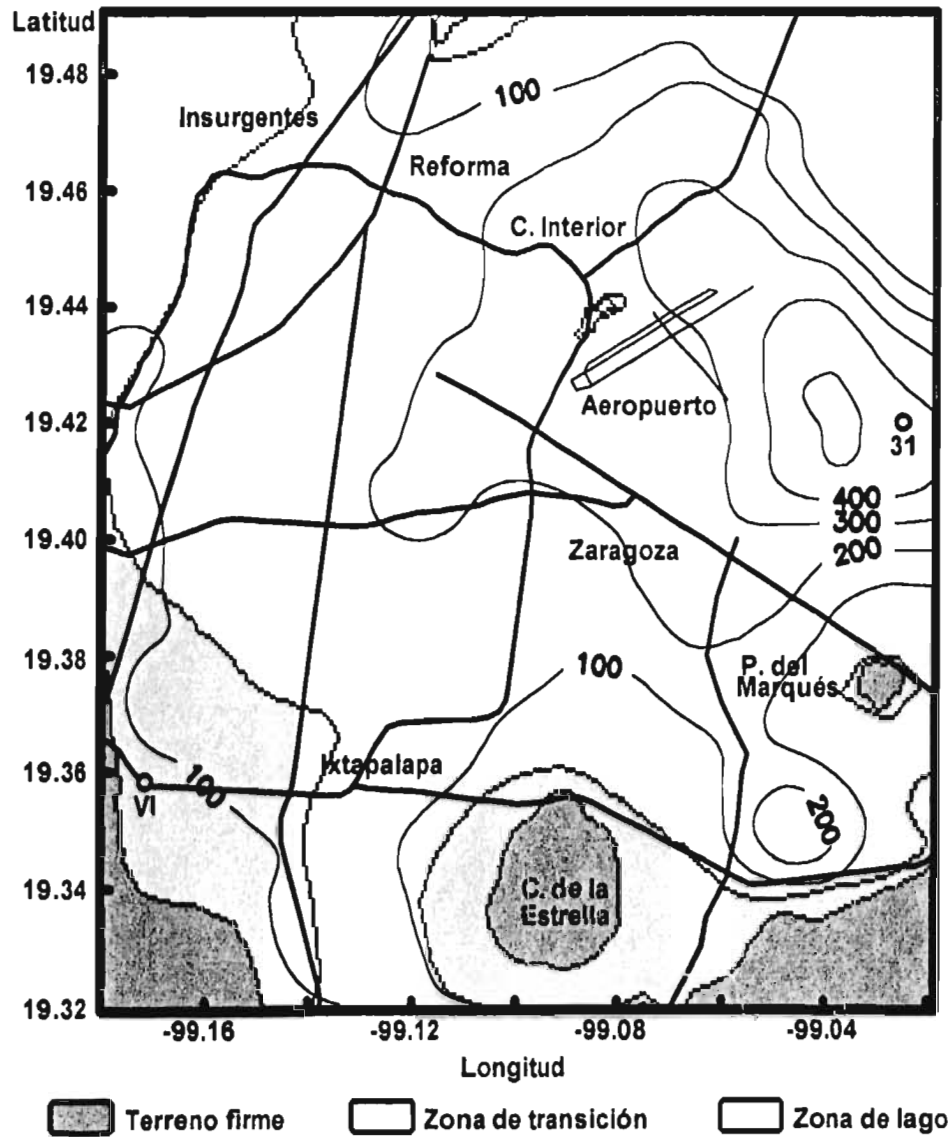 Latitud
19.48
19.46
19.44
19.42
19.40
19.38
19.36
19.34
19.32
Insurgentes
100
Reforma
C. Interior
Aeropuerto
31
400
300
200
Zaragoza
100
P. del
Marqués
Ixtapalapa
100
VI
200
C. de la
Estrella
-99.16
-99.12
-99.08
-99.04
Longitud
Terreno firme
Zona de transición
Zona de lago